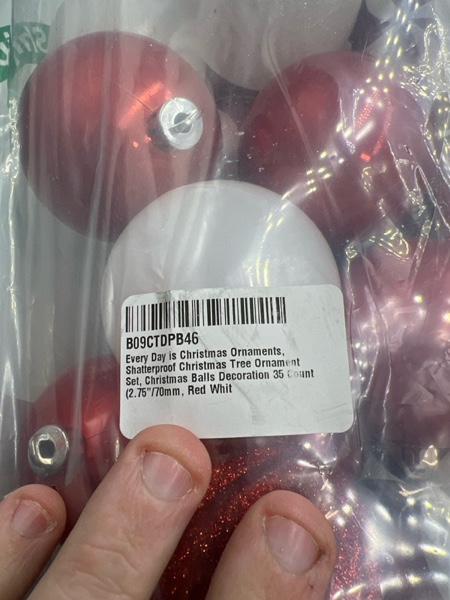 B09CTDPB46
Every Day is Christmas Ornaments,
Shatterproof Christmas Tree Ornament
Set, Christmas Balls Decoration 35 Count
(2.75"/70mm, Red Whit